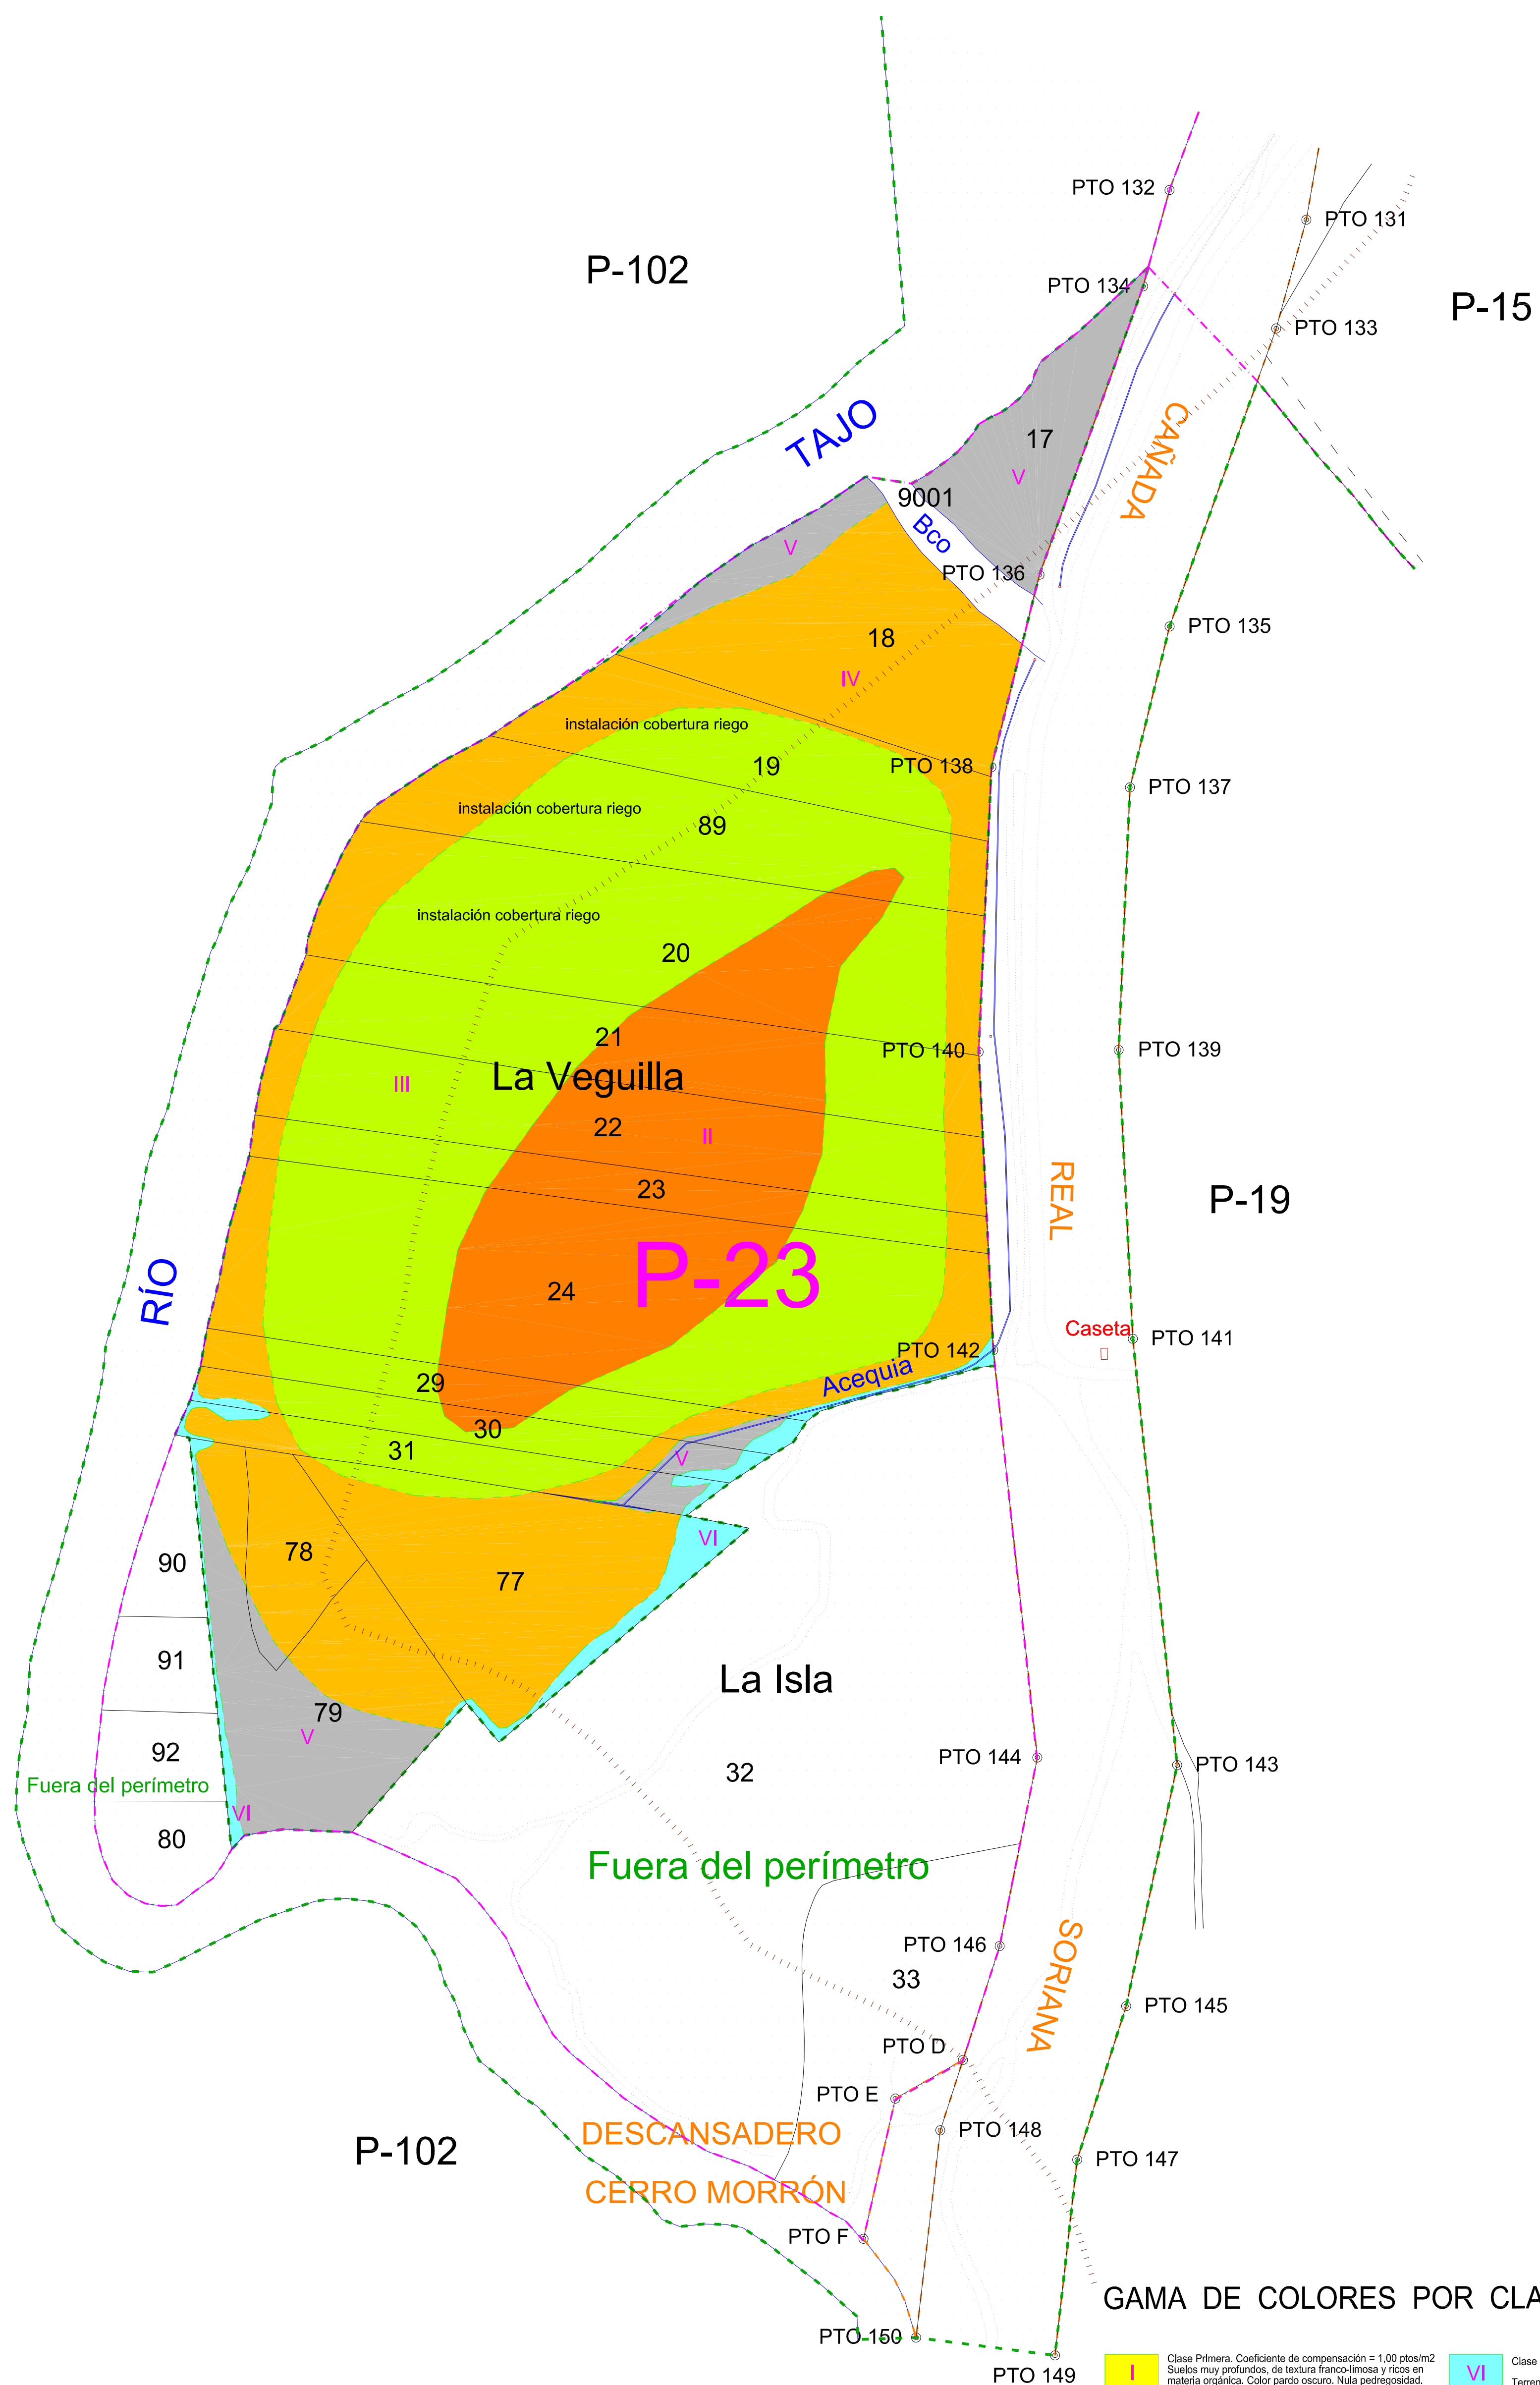 PTO 132
PTO 131
P-102
PTO 134
P-15
PTO 133
TAJO
CAÑADA
17
V
9001
Bco
V
PTO 136
PTO 135
18
IV
instalación cobertura riego
19
PTO 138
PTO 137
instalación cobertura riego
89
instalación cobertura riego
20
21
PTO 140
PTO 139
La Veguilla
III
22
II
23
REAL
P-19
P-23
RÍO
24
Caseta
PTO 141
PTO 142
Acequia
29
30
31
V
VI
90
78
77
91
La Isla
79
V
92
32
PTO 144
PTO 143
Fuera del perímetro
VI
80
Fuera del perímetro
PTO 146
SORIANA
33
PTO 145
PTO D
PTO E
DESCANSADERO
PTO 148
P-102
PTO 147
CERRO MORRÓN
PTO F
GAMA DE COLORES POR CLA
PTO 150
PTO 149
I
Clase Primera. Coeficiente de compensación = 1,00 ptos/m2
Suelos muy profundos, de textura franco-limosa y ricos en
materia orgánica. Color pardo oscuro. Nula pedregosidad.
VI
Clase
Terren